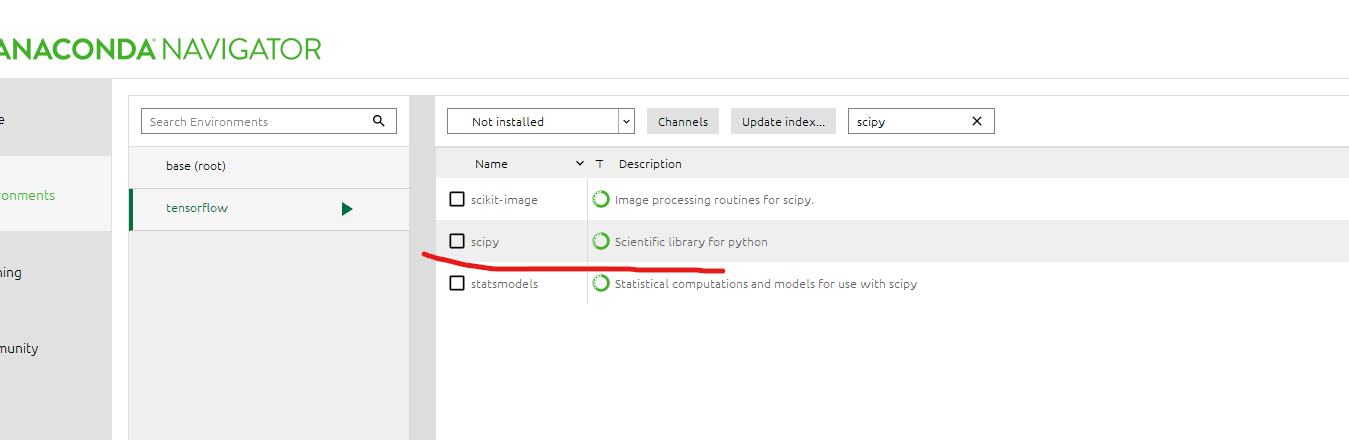 ANACONDA NAVIGATOR
e
Search Environments
Not installed
Channels
Update index...
scipy
base (root)
Name
T
Description
onments
tensorflow
scikit-image
Image processing routines for scipy.
scipy
Scientific library for python
ning
statsmodels
Statistical computations and models for use with scipy
munity